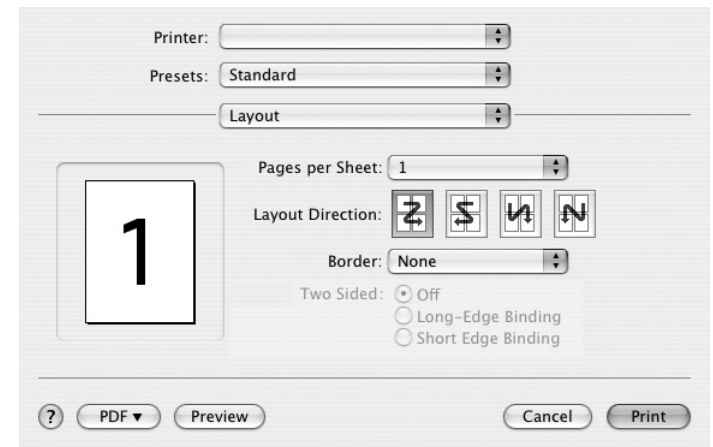 Printer:
Presets: Standard
Layout
Pages per Sheet: 1
1
Layout Direction:
Border: None
Two Sided: Off
Long-Edge Binding
Short Edge Binding
? PDF▼ Preview Cancel Print